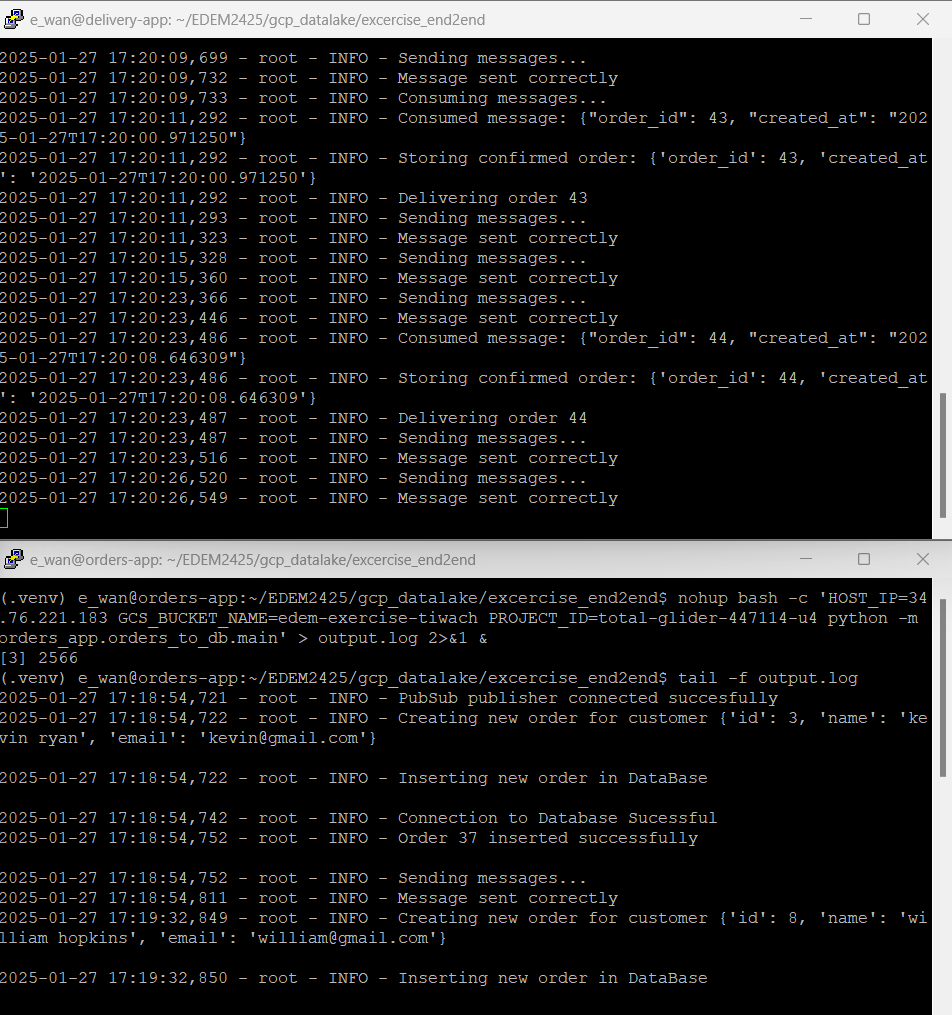 e_wan@delivery-app: ~/EDEM2425/gcp_datalake/excercise_end2end
2025-01-27 17:20:09,699 - root - INFO - Sending messages...
2025-01-27 17:20:09,732 - root - INFO - Message sent correctly
2025-01-27 17:20:09,733 - root - INFO - Consuming messages...
2025-01-27 17:20:11,292 - root - INFO - Consumed message: {"order_id": 43, "created_at": "202
5-01-27T17:20:00.971250"}
2025-01-27 17:20:11,292 - root - INFO - Storing confirmed order: {'order_id': 43, 'created_at
': '2025-01-27T17:20:00.971250'}
2025-01-27 17:20:11,292 - root - INFO - Delivering order 43
2025-01-27 17:20:11,293 - root - INFO - Sending messages...
2025-01-27 17:20:11,323 - root - INFO - Message sent correctly
2025-01-27 17:20:15,328 - root - INFO - Sending messages...
2025-01-27 17:20:15,360 - root - INFO - Message sent correctly
2025-01-27 17:20:23,366 - root - INFO - Sending messages...
2025-01-27 17:20:23,446 - root - INFO - Message sent correctly
2025-01-27 17:20:23,486 - root - INFO - Consumed message: {"order_id": 44, "created_at": "202
5-01-27T17:20:08.646309"}
2025-01-27 17:20:23,486 - root - INFO - Storing confirmed order: {'order_id': 44, 'created_at
': '2025-01-27T17:20:08.646309'}
2025-01-27 17:20:23,487 - root - INFO - Delivering order 44
2025-01-27 17:20:23,487 - root - INFO - Sending messages...
2025-01-27 17:20:23,516 - root - INFO - Message sent correctly
2025-01-27 17:20:26,520 - root - INFO - Sending messages...
2025-01-27 17:20:26,549 - root - INFO - Message sent correctly
e_wan@orders-app: ~/EDEM2425/gcp_datalake/excercise_end2end
(.venv) e_wan@orders-app:~/EDEM2425/gcp_datalake/excercise_end2end$ nohup bash -c 'HOST_IP=34
.76.221.183 GCS_BUCKET_NAME=edem-exercise-tiwach PROJECT_ID=total-glider-447114-u4 python -m
orders_app.orders_to_db.main' > output.log 2>&1 &
[3] 2566
(.venv) e_wan@orders-app:~/EDEM2425/gcp_datalake/excercise_end2end$ tail -f output.log
2025-01-27 17:18:54,721 - root - INFO - PubSub publisher connected succesfully
2025-01-27 17:18:54,722 - root - INFO - Creating new order for customer {'id': 3, 'name': 'ke
vin ryan', 'email': 'kevin@gmail.com'}
2025-01-27 17:18:54,722 - root - INFO - Inserting new order in DataBase
2025-01-27 17:18:54,742 - root - INFO - Connection to Database Sucessful
2025-01-27 17:18:54,752 - root - INFO - Order 37 inserted successfully
2025-01-27 17:18:54,752 - root - INFO - Sending messages...
2025-01-27 17:18:54,811 - root - INFO - Message sent correctly
2025-01-27 17:19:32,849 - root - INFO - Creating new order for customer {'id': 8, 'name': 'wi
lliam hopkins', 'email': 'william@gmail.com'}
2025-01-27 17:19:32,850 - root - INFO - Inserting new order in DataBase